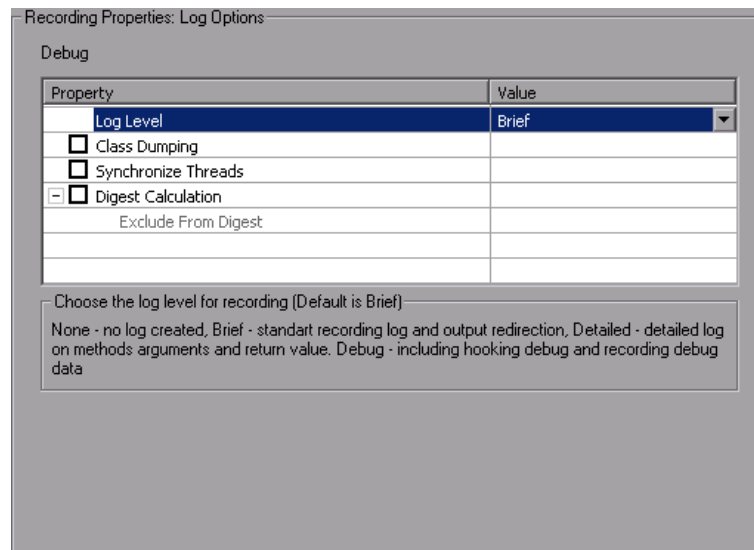 Recording Properties: Log Options
Debug
Property Value
Log Level Brief
Class Dumping
Synchronize Threads
Digest Calculation
Exclude From Digest
Choose the log level for recording (Default is Brief)
None - no log created, Brief - standart recording log and output redirection, Detailed - detailed log
on methods arguments and return value. Debug - including hooking debug and recording debug
data